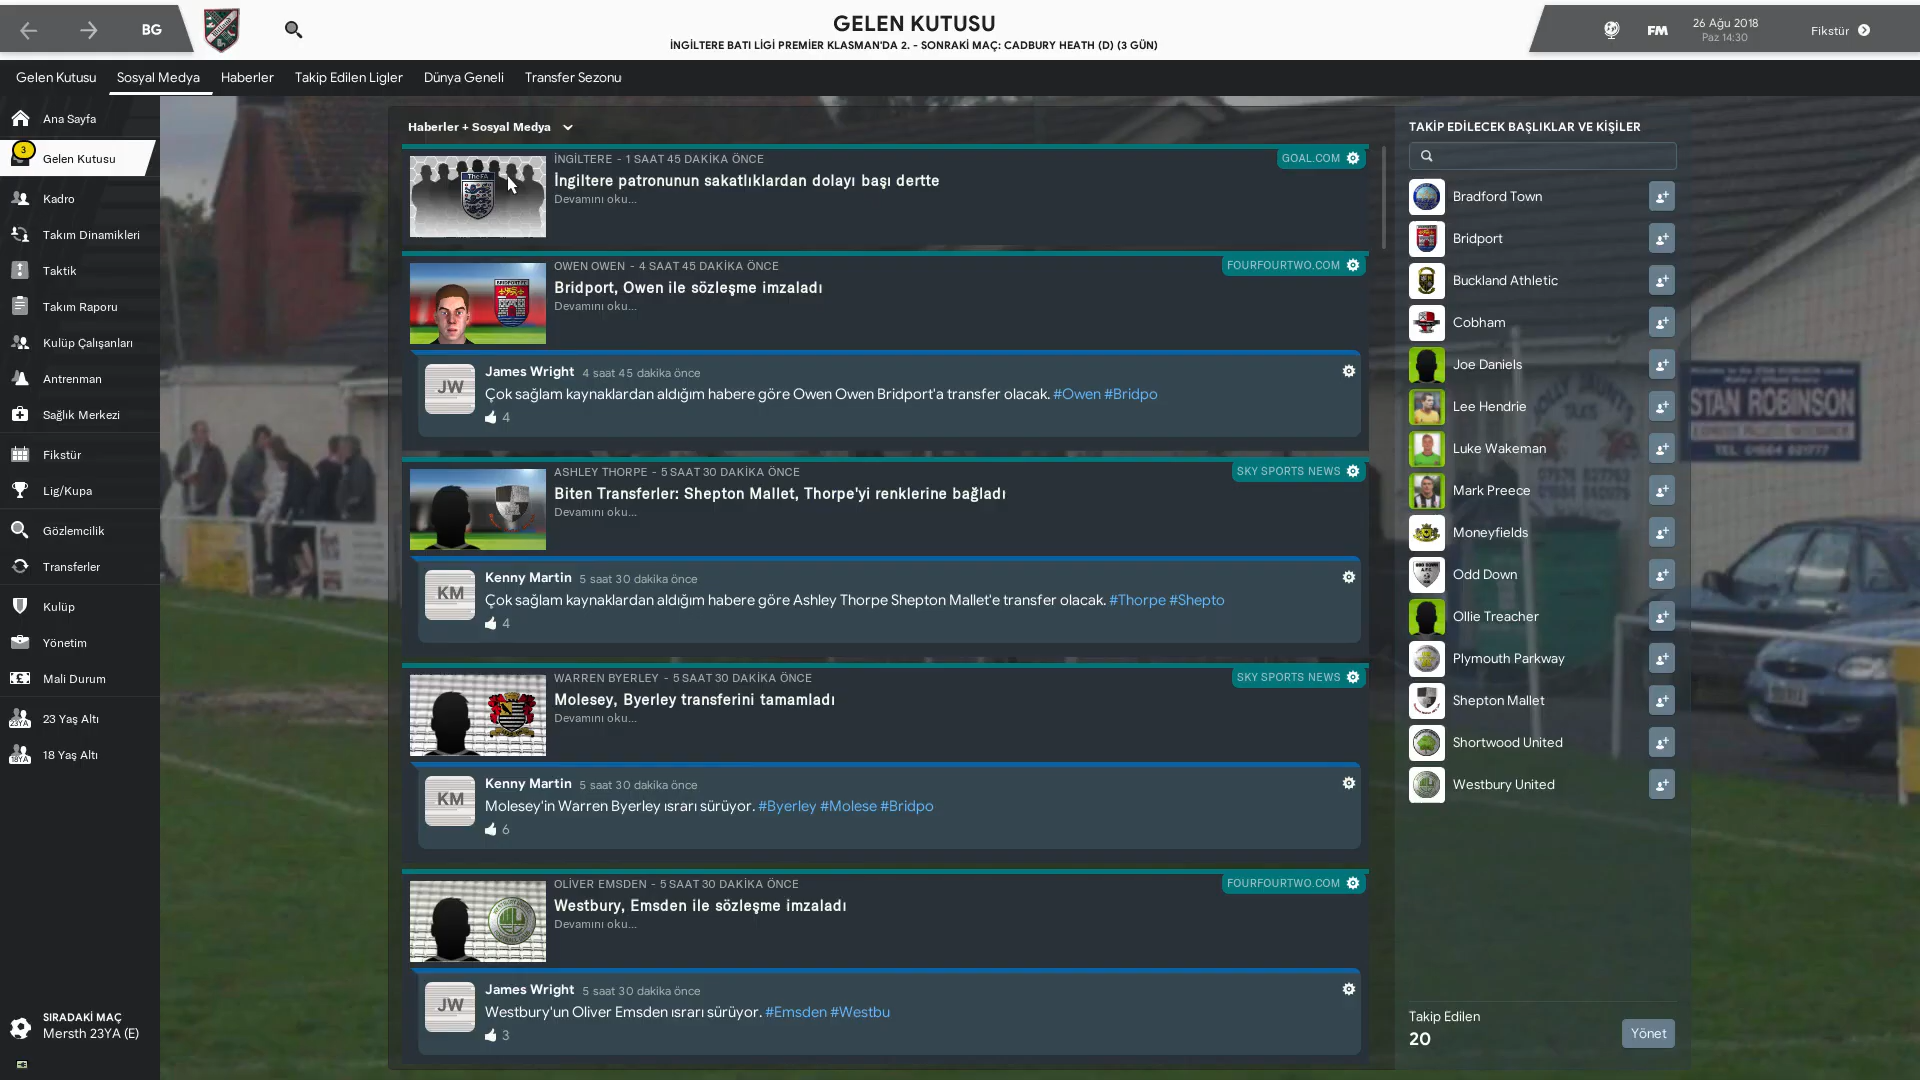 BG
GELEN KUTUSU
İNGİLTERE BATI LİGİ PREMİER KLASMAN'DA 2. - SONRAKİ MAÇ: CADBURY HEATH (D) (3 GÜN)
FM
26 Ağu 2018
Paz 14:30
Fikstür
Gelen Kutusu
Sosyal Medya
Haberler
Takip Edilen Ligler
Dünya Geneli
Transfer Sezonu
Ana Sayfa
3
Gelen Kutusu
Kadro
Takım Dinamikleri
Taktik
Takım Raporu
Kulüp Çalışanları
Antrenman
Sağlık Merkezi
Fikstür
Lig/Kupa
Gözlemcilik
Transferler
Kulüp
Yönetim
Mali Durum
23YA
23 Yaş Altı
18YA
18 Yaş Altı
SIRADAKİ MAÇ
Mersth 23YA (E)
Haberler + Sosyal Medya
The FA
İNGİLTERE - 1 SAAT 45 DAKİKA ÖNCE
GOAL.COM
İngiltere patronunun sakatlıklardan dolayı başı dertte
Devamını oku...
OWEN OWEN - 4 SAAT 45 DAKİKA ÖNCE
FOURFOURTWO.COM
Bridport, Owen ile sözleşme imzaladı
Devamını oku...
JW
James Wright 4 saat 45 dakika önce
Çok sağlam kaynaklardan aldığım habere göre Owen Owen Bridport'a transfer olacak. #Owen #Bridpo
4
ASHLEY THORPE - 5 SAAT 30 DAKİKA ÖNCE
SKY SPORTS NEWS
Biten Transferler: Shepton Mallet, Thorpe'yi renklerine bağladı
Devamını oku...
KM
Kenny Martin 5 saat 30 dakika önce
Çok sağlam kaynaklardan aldığım habere göre Ashley Thorpe Shepton Mallet'e transfer olacak. #Thorpe #Shepto
4
WARREN BYERLEY - 5 SAAT 30 DAKİKA ÖNCE
SKY SPORTS NEWS
Molesey, Byerley transferini tamamladı
Devamını oku...
KM
Kenny Martin 5 saat 30 dakika önce
Molesey'in Warren Byerley ısrarı sürüyor. #Byerley #Molese #Bridpo
6
OLİVER EMSDEN - 5 SAAT 30 DAKİKA ÖNCE
FOURFOURTWO.COM
Westbury, Emsden ile sözleşme imzaladı
Devamını oku...
JW
James Wright 5 saat 30 dakika önce
Westbury'un Oliver Emsden ısrarı sürüyor. #Emsden #Westbu
3
TAKİP EDİLECEK BAŞLIKLAR VE KİŞİLER
Bradford Town
Bridport
Buckland Athletic
Cobham
Joe Daniels
Lee Hendrie
Luke Wakeman
Mark Preece
Moneyfields
Odd Down
Ollie Treacher
Plymouth Parkway
Shepton Mallet
Shortwood United
Westbury United
Takip Edilen
20
Yönet
STAN ROBINSON